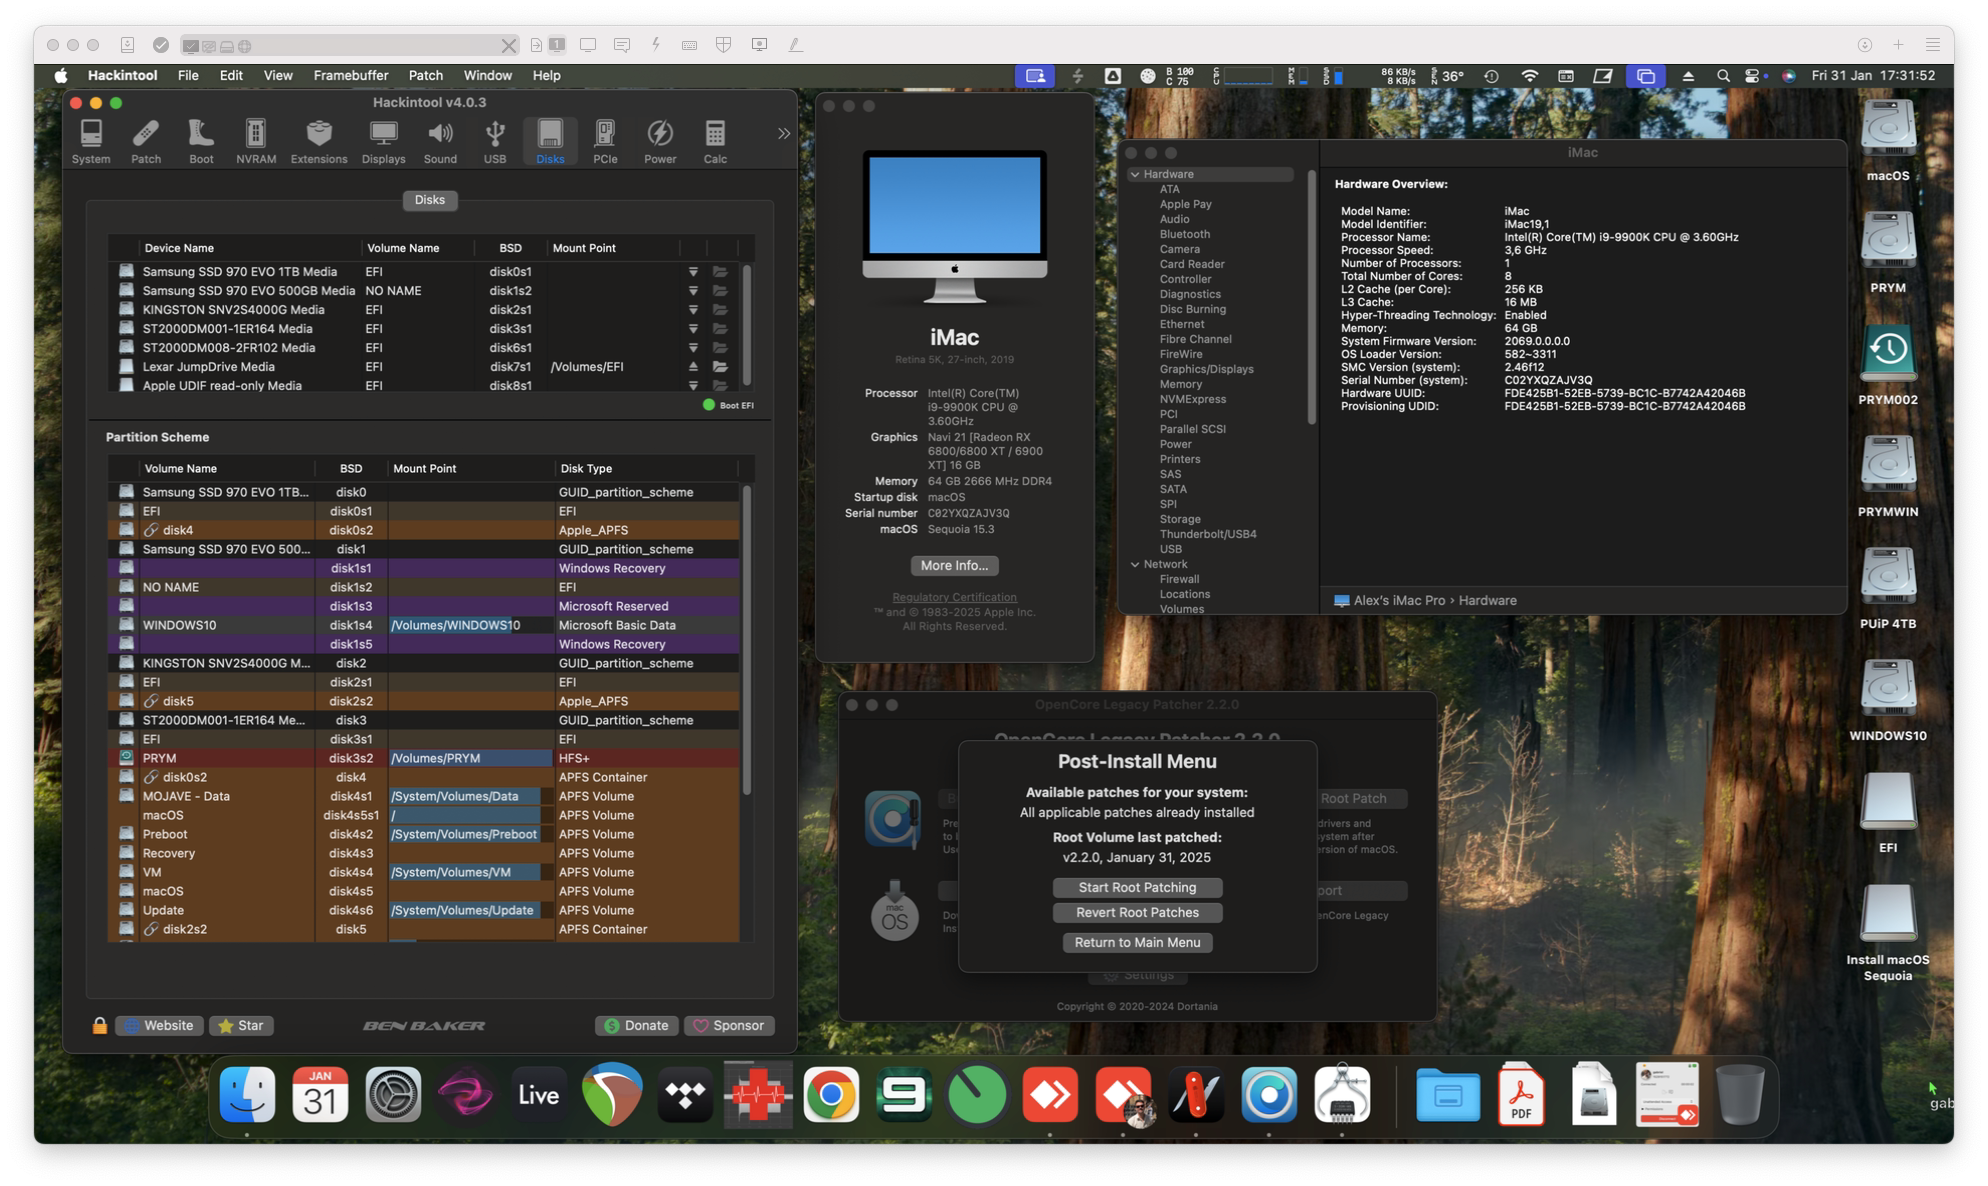 1
Hackintool File Edit View Framebuffer Patch Window Help
B 100
C 75
86 KB/s
8 KB/s
36°
Fri 31 Jan 17:31:52
Hackintool v4.0.3
System Patch Boot NVRAM Extensions Displays Sound USB Disks PCIe Power Calc
Disks
Device Name Volume Name BSD Mount Point
Samsung SSD 970 EVO 1TB Media EFI disk0s1
Samsung SSD 970 EVO 500GB Media NO NAME disk1s2
KINGSTON SNV2S4000G Media EFI disk2s1
ST2000DM001-1ER164 Media EFI disk3s1
ST2000DM008-2FR102 Media EFI disk6s1
Lexar JumpDrive Media EFI disk7s1 /Volumes/EFI
Apple UDIF read-only Media EFI disk8s1
Boot EFI
Partition Scheme
Volume Name BSD Mount Point Disk Type
Samsung SSD 970 EVO 1TB... disk0 GUID_partition_scheme
EFI disk0s1 EFI
disk4 disk0s2 Apple_APFS
Samsung SSD 970 EVO 500... disk1 GUID_partition_scheme
disk1s1 Windows Recovery
NO NAME disk1s2 EFI
disk1s3 Microsoft Reserved
WINDOWS10 disk1s4 /Volumes/WINDOWS10 Microsoft Basic Data
disk1s5 Windows Recovery
KINGSTON SNV2S4000G M... disk2 GUID_partition_scheme
EFI disk2s1 EFI
disk5 disk2s2 Apple_APFS
ST2000DM001-1ER164 Me... disk3 GUID_partition_scheme
EFI disk3s1 EFI
PRYM disk3s2 /Volumes/PRYM HFS+
disk0s2 disk4 APFS Container
MOJAVE - Data disk4s1 /System/Volumes/Data APFS Volume
macOS disk4s5s1 / APFS Volume
Preboot disk4s2 /System/Volumes/Preboot APFS Volume
Recovery disk4s3 APFS Volume
VM disk4s4 /System/Volumes/VM APFS Volume
macOS disk4s5 APFS Volume
Update disk4s6 /System/Volumes/Update APFS Volume
disk2s2 disk5 APFS Container
Website Star BEN BAKER Donate Sponsor
iMac
Retina 5K, 27-inch, 2019
Processor Intel(R) Core(TM)
i9-9900K CPU @
3.60GHz
Graphics Navi 21 [Radeon RX
6800/6800 XT / 6900
XT] 16 GB
Memory 64 GB 2666 MHz DDR4
Startup disk macOS
Serial number C02YXQZAJV3Q
macOS Sequoia 15.3
More Info...
Regulatory Certification
™ and © 1983-2025 Apple Inc.
All Rights Reserved.
iMac
Hardware
ATA
Apple Pay
Audio
Bluetooth
Camera
Card Reader
Controller
Diagnostics
Disc Burning
Ethernet
Fibre Channel
FireWire
Graphics/Displays
Memory
NVMExpress
PCI
Parallel SCSI
Power
Printers
SAS
SATA
SPI
Storage
Thunderbolt/USB4
USB
Network
Firewall
Locations
Volumes
Hardware Overview:
Model Name: iMac
Model Identifier: iMac19,1
Processor Name: Intel(R) Core(TM) i9-9900K CPU @ 3.60GHz
Processor Speed: 3,6 GHz
Number of Processors: 1
Total Number of Cores: 8
L2 Cache (per Core): 256 KB
L3 Cache: 16 MB
Hyper-Threading Technology: Enabled
Memory: 64 GB
System Firmware Version: 2069.0.0.0.0
OS Loader Version: 582~3311
SMC Version (system): 2.46f12
Serial Number (system): C02YXQZAJV3Q
Hardware UUID: FDE425B1-52EB-5739-BC1C-B7742A42046B
Provisioning UDID: FDE425B1-52EB-5739-BC1C-B7742A42046B
Alex's iMac Pro › Hardware
OpenCore Legacy Patcher 2.2.0
OpenCore Legacy Patcher 2.2.0
Root Patch
drivers and
system after
version of macOS.
Post-Install Menu
Available patches for your system:
All applicable patches already installed
Root Volume last patched:
v2.2.0, January 31, 2025
Start Root Patching
Revert Root Patches
Return to Main Menu
mac
OS
Settings
Copyright © 2020-2024 Dortania
macOS
PRYM
PRYM002
PRYMWIN
PUiP 4TB
WINDOWS10
EFI
Install macOS
Sequoia
JAN
31
Live
9
PDF
gab